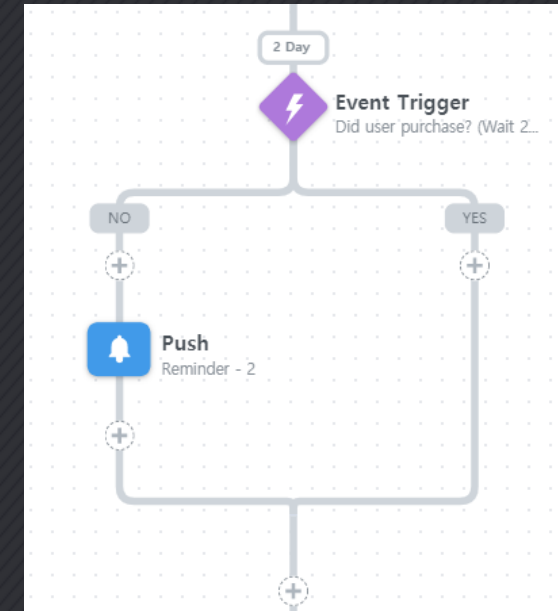 2 Day
Event Trigger
Did user purchase? (Wait 2...
NO
YES
Push
Reminder - 2